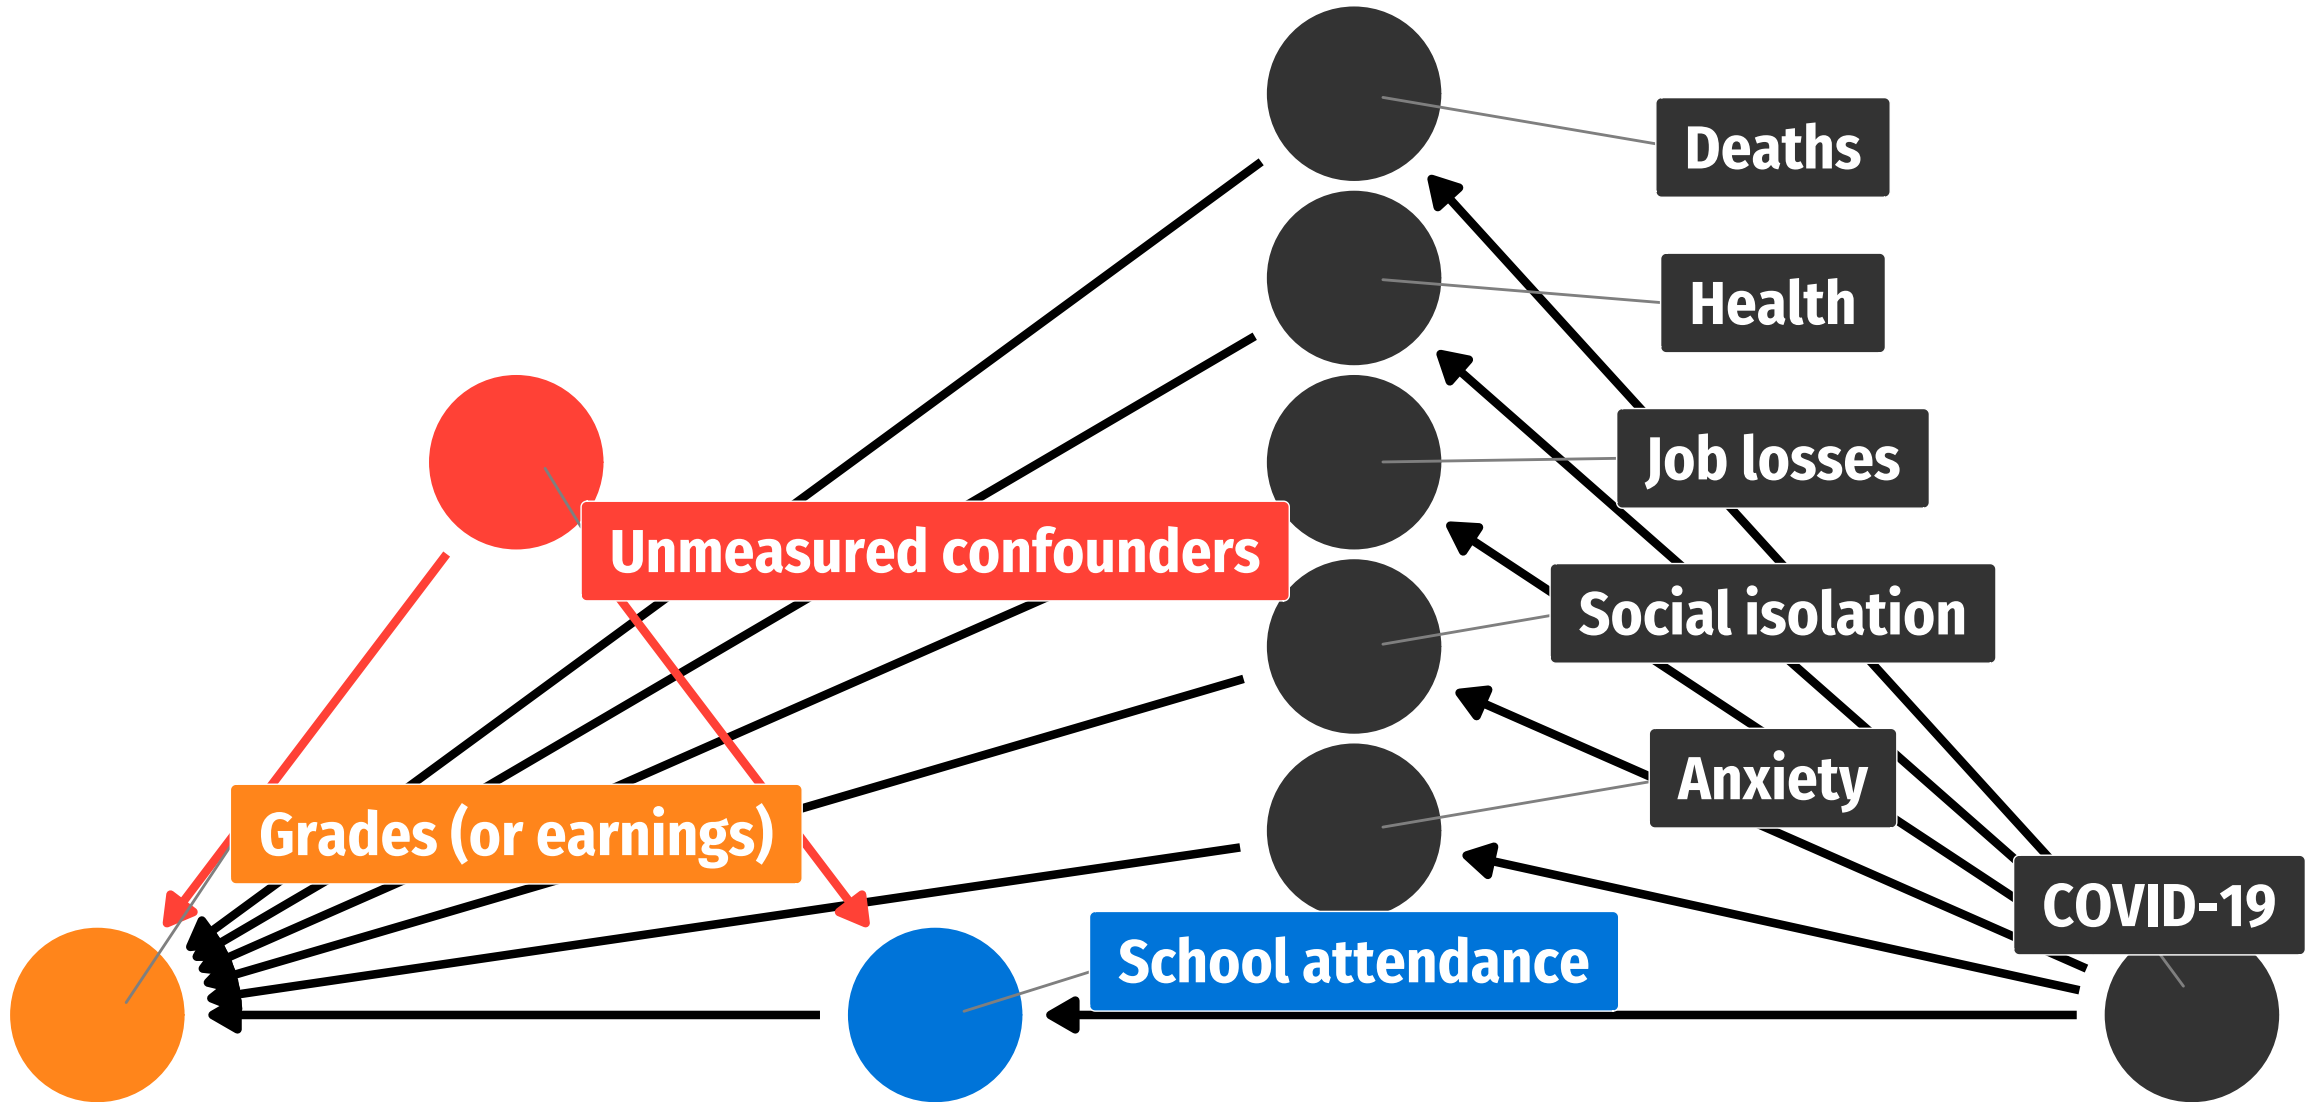 Deaths
Health
Job losses
Unmeasured confounders
Social isolation
Anxiety
Grades (or earnings)
COVID-19
School attendance